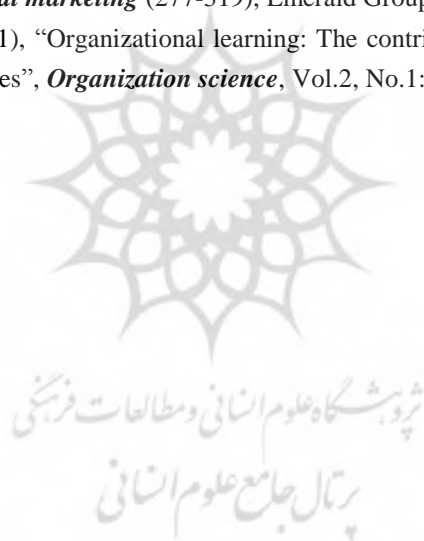 al marketing (277-319), Emerald Group
1), “Organizational learning: The contri
es”, Organization science, Vol.2, No.1:
پژوهشگاه علوم انسانی و مطالعات فرهنگی
پرتال جامع علوم انسانی